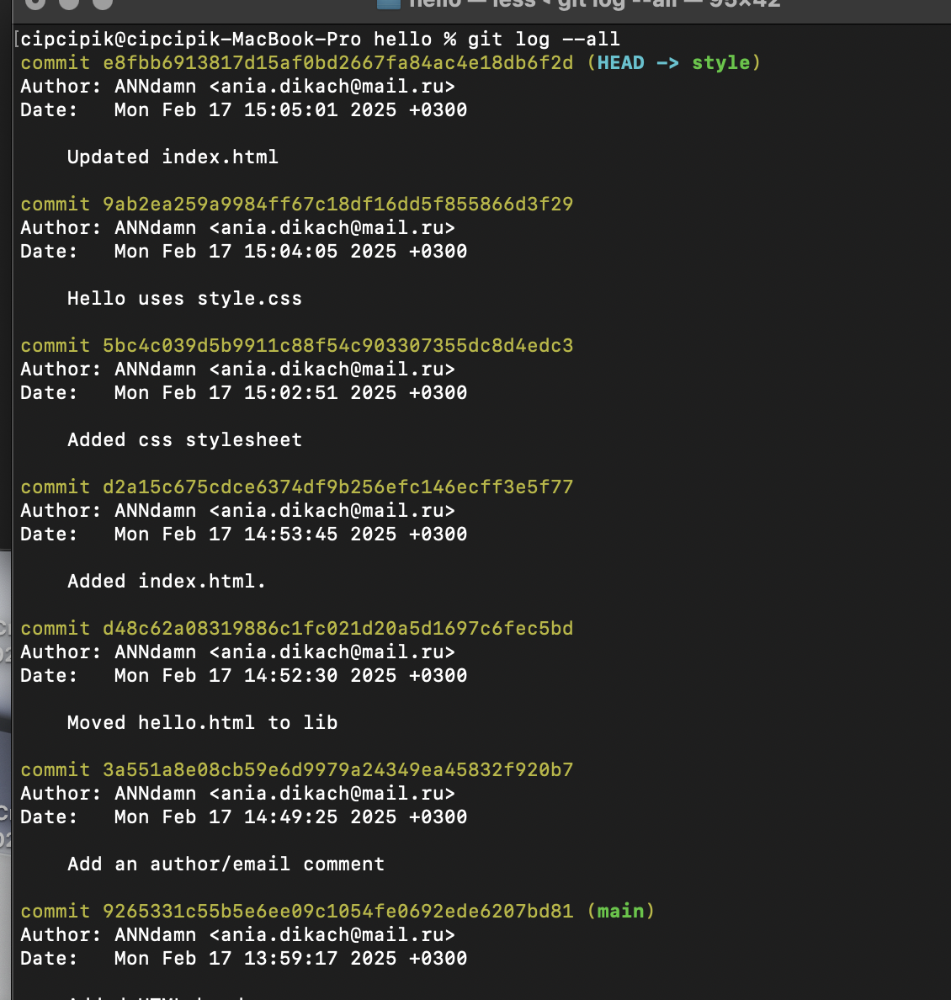 hello — less ◂ git log --all — 95×42
[cipcipik@cipcipik-MacBook-Pro hello % git log --all
commit e8fbb6913817d15af0bd2667fa84ac4e18db6f2d (HEAD -> style)
Author: ANNdamn <ania.dikach@mail.ru>
Date:   Mon Feb 17 15:05:01 2025 +0300
    Updated index.html
commit 9ab2ea259a9984ff67c18df16dd5f855866d3f29
Author: ANNdamn <ania.dikach@mail.ru>
Date:   Mon Feb 17 15:04:05 2025 +0300
    Hello uses style.css
commit 5bc4c039d5b9911c88f54c903307355dc8d4edc3
Author: ANNdamn <ania.dikach@mail.ru>
Date:   Mon Feb 17 15:02:51 2025 +0300
    Added css stylesheet
commit d2a15c675cdce6374df9b256efc146ecff3e5f77
Author: ANNdamn <ania.dikach@mail.ru>
Date:   Mon Feb 17 14:53:45 2025 +0300
    Added index.html.
commit d48c62a08319886c1fc021d20a5d1697c6fec5bd
Author: ANNdamn <ania.dikach@mail.ru>
Date:   Mon Feb 17 14:52:30 2025 +0300
    Moved hello.html to lib
commit 3a551a8e08cb59e6d9979a24349ea45832f920b7
Author: ANNdamn <ania.dikach@mail.ru>
Date:   Mon Feb 17 14:49:25 2025 +0300
    Add an author/email comment
commit 9265331c55b5e6ee09c1054fe0692ede6207bd81 (main)
Author: ANNdamn <ania.dikach@mail.ru>
Date:   Mon Feb 17 13:59:17 2025 +0300